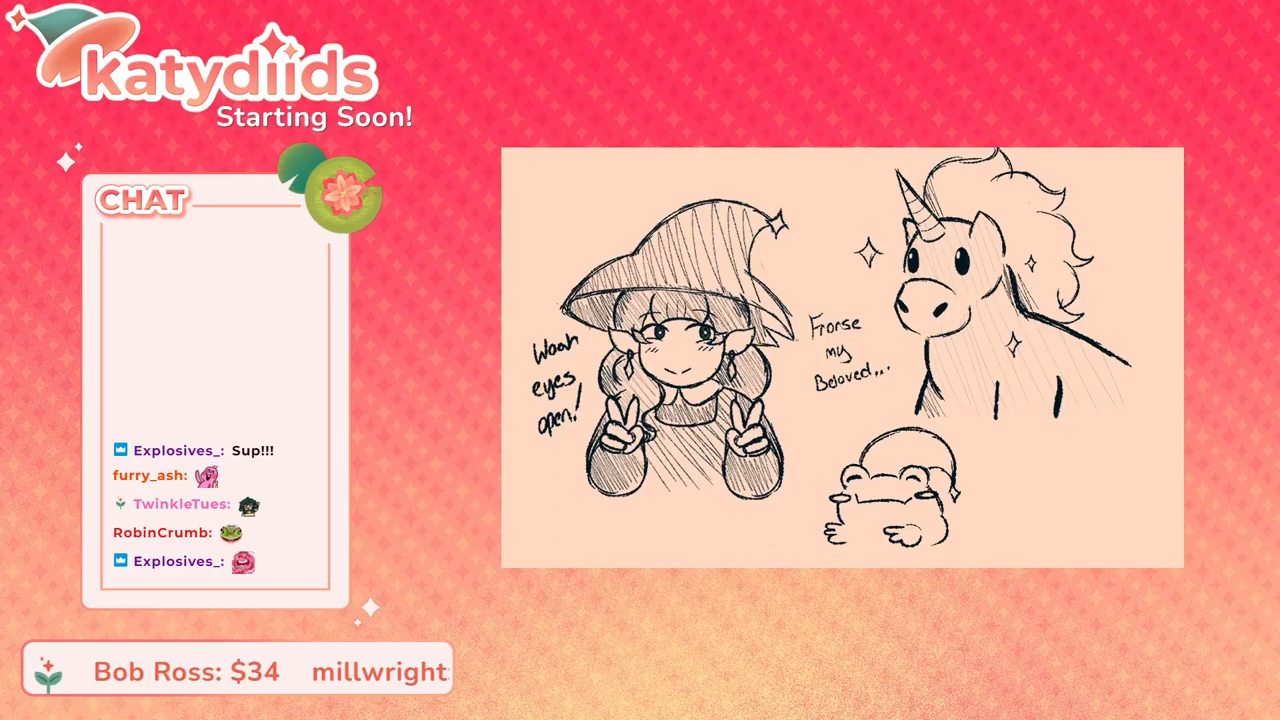 Katydiids
Starting Soon!
CHAT
Explosives_: Sup!!!
furry_ash:
TwinkleTues:
RobinCrumb:
Explosives_:
Bob Ross: $34 millwright:
Woah
eyes
open!
Fronse
my
Beloved...